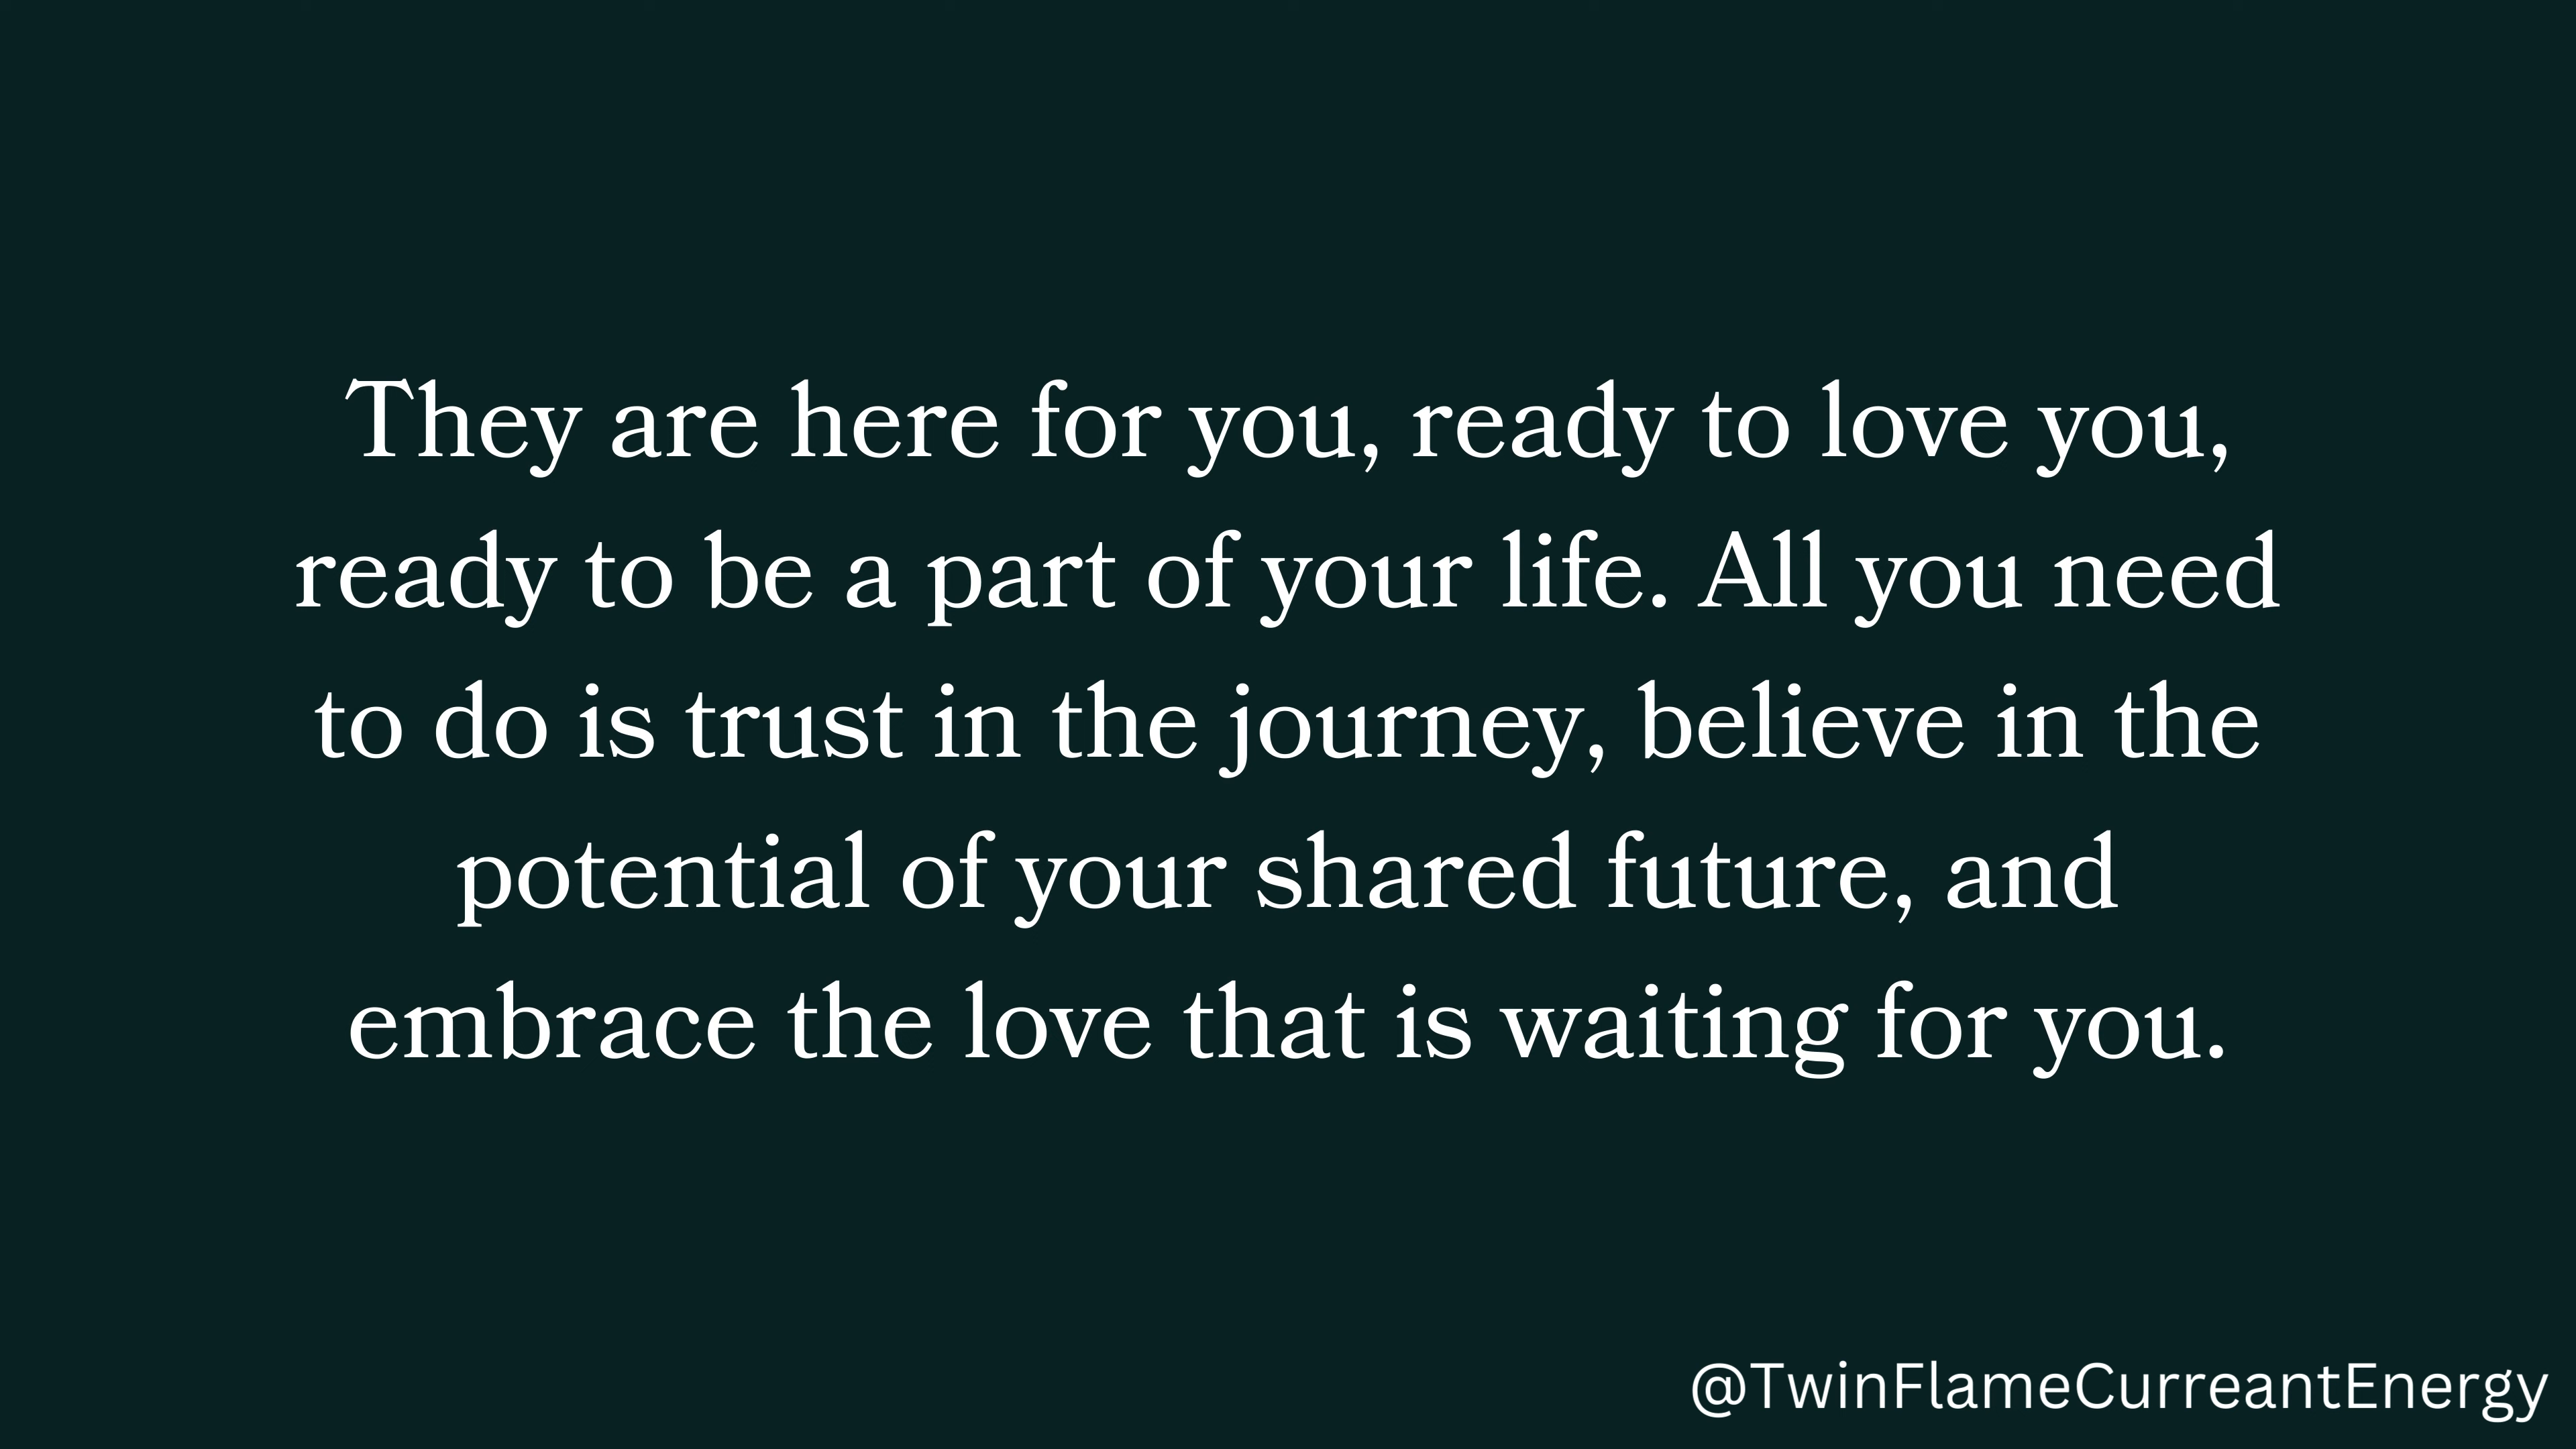 They are here for you, ready to love you,
ready to be a part of your life. All you need
to do is trust in the journey, believe in the
potential of your shared future, and
embrace the love that is waiting for you.
@TwinFlameCurreantEnergy